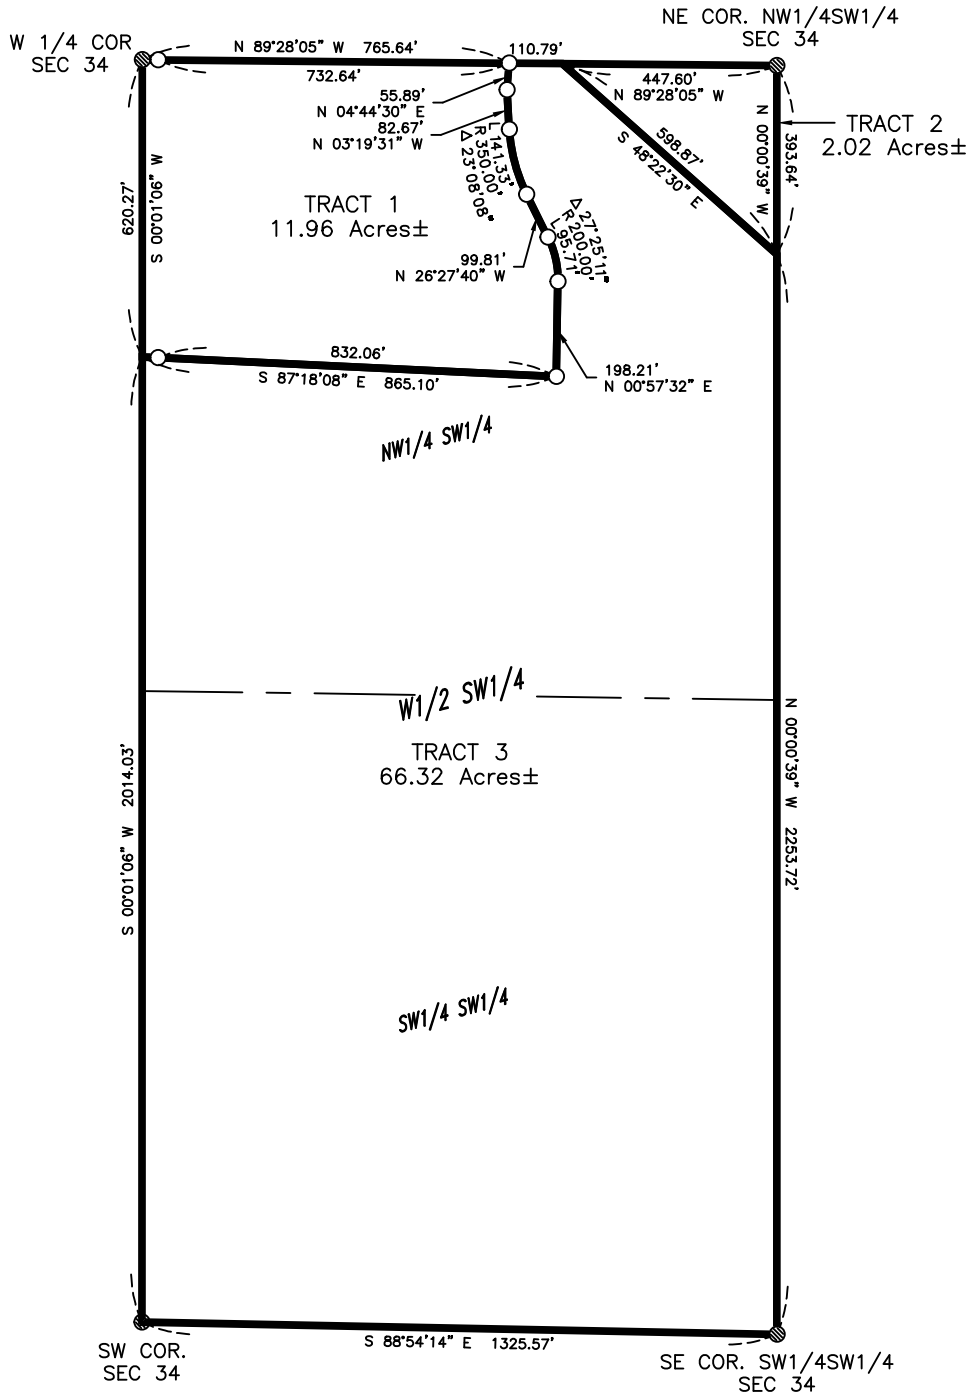 NE COR. NW1/4SW1/4
SEC 34
W 1/4 COR
SEC 34
N 89°28'05" W 765.64'
732.64'
110.79'
447.60'
N 89°28'05" W
55.89'
N 04°44'30" E
82.67'
N 03°19'31" W
L 141.33'
R 350.00'
Δ 23°08'08"
598.87'
S 48°22'30" E
N 00°00'39" W
393.64'
TRACT 2
2.02 Acres±
620.27'
S 00°01'06" W
TRACT 1
11.96 Acres±
Δ 27°25'11"
R 200.00'
L 95.71'
99.81'
N 26°27'40" W
832.06'
S 87°18'08" E 865.10'
198.21'
N 00°57'32" E
NW1/4 SW1/4
W1/2 SW1/4
TRACT 3
66.32 Acres±
S 00°01'06" W 2014.03'
N 00°00'39" W 2253.72'
SW1/4 SW1/4
S 88°54'14" E 1325.57'
SW COR.
SEC 34
SE COR. SW1/4SW1/4
SEC 34